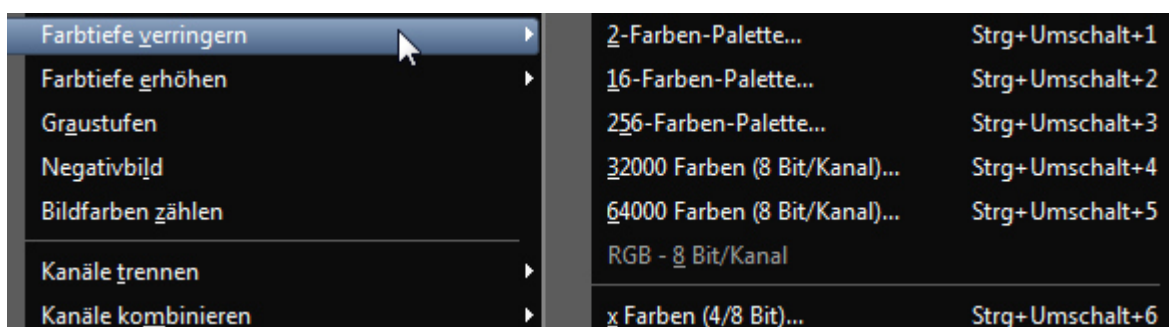 Farbtiefe verringern
Farbtiefe erhöhen
Graustufen
Negativbild
Bildfarben zählen
Kanäle trennen
Kanäle kombinieren
2-Farben-Palette... Strg+Umschalt+1
16-Farben-Palette... Strg+Umschalt+2
256-Farben-Palette... Strg+Umschalt+3
32000 Farben (8 Bit/Kanal)... Strg+Umschalt+4
64000 Farben (8 Bit/Kanal)... Strg+Umschalt+5
RGB - 8 Bit/Kanal
x Farben (4/8 Bit)... Strg+Umschalt+6